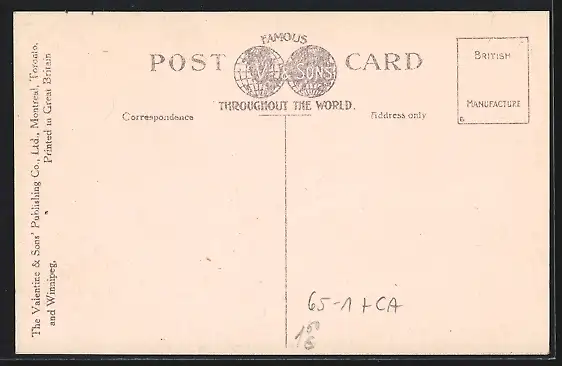 FAMOUS
POST CARD
V & SONS
THROUGHOUT THE WORLD.
Correspondence
Address only
BRITISH
MANUFACTURE
The Valentine & Sons' Publishing Co., Ltd., Montreal, Toronto,
and Winnipeg.
Printed in Great Britain
65-1 + CA